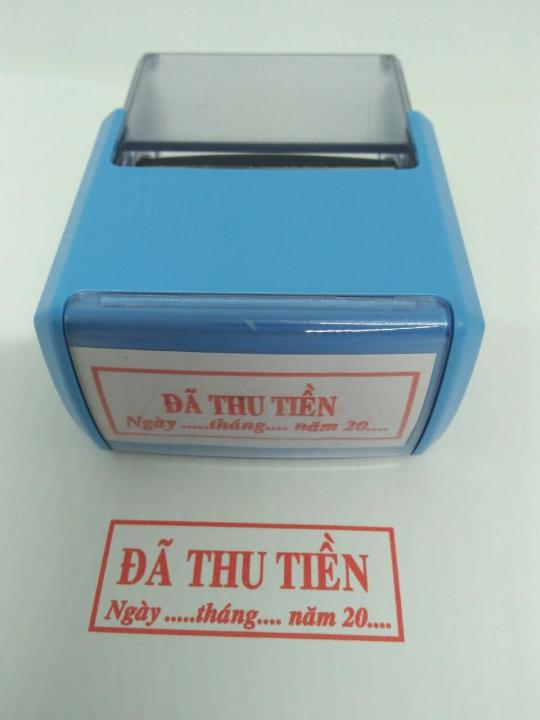 ĐÃ THU TIỀN
Ngày .....tháng.... năm 20....
ĐÃ THU TIỀN
Ngày .....tháng.... năm 20....